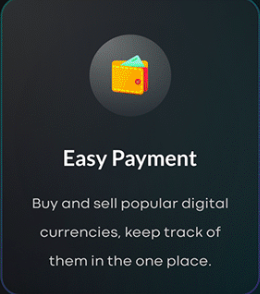 Easy Payment
Buy and sell popular digital
currencies, keep track of
them in the one place.